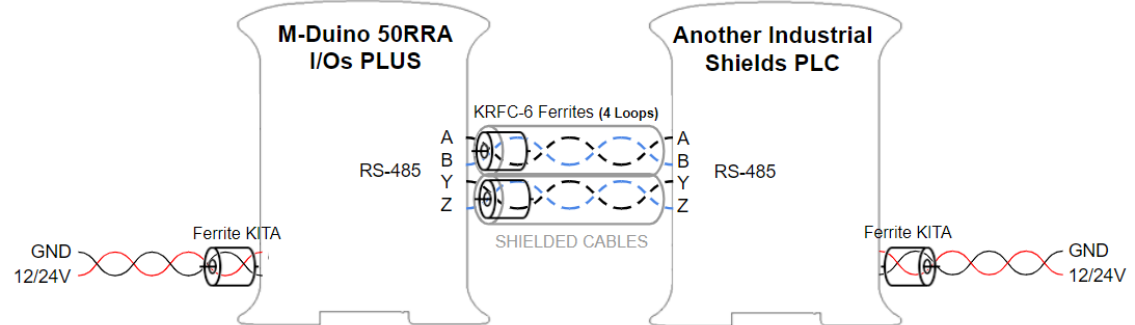 M-Duino 50RRA
I/Os PLUS
Another Industrial
Shields PLC
KRFC-6 Ferrites (4 Loops)
A
B
Y
Z
RS-485
A
B
Y
Z
RS-485
SHIELDED CABLES
Ferrite KITA
GND
12/24V
Ferrite KITA
GND
12/24V